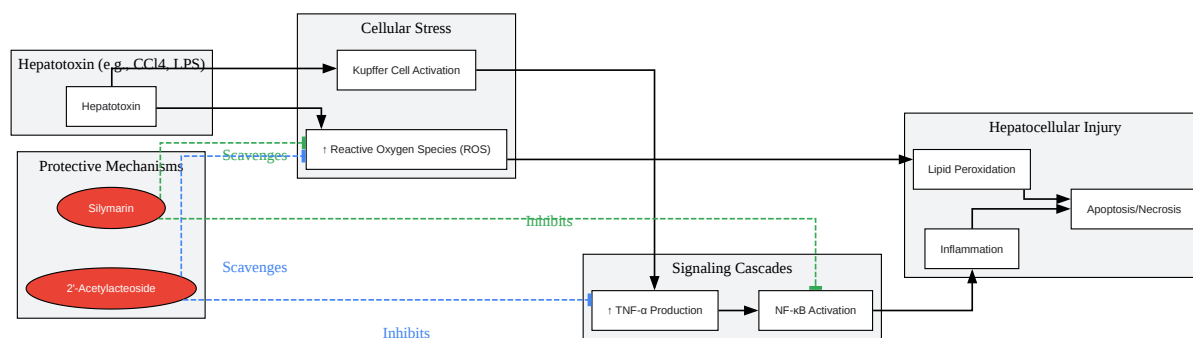 Cellular Stress
Hepatotoxin (e.g., CCl4, LPS)
Kupffer Cell Activation
Hepatotoxin
↑ Reactive Oxygen Species (ROS)
Hepatocellular Injury
Lipid Peroxidation
Apoptosis/Necrosis
Inflammation
Protective Mechanisms
Scavenges
Silymarin
Inhibits
2'-Acetylacteoside
Scavenges
Inhibits
Signaling Cascades
↑ TNF-α Production
NF-κB Activation